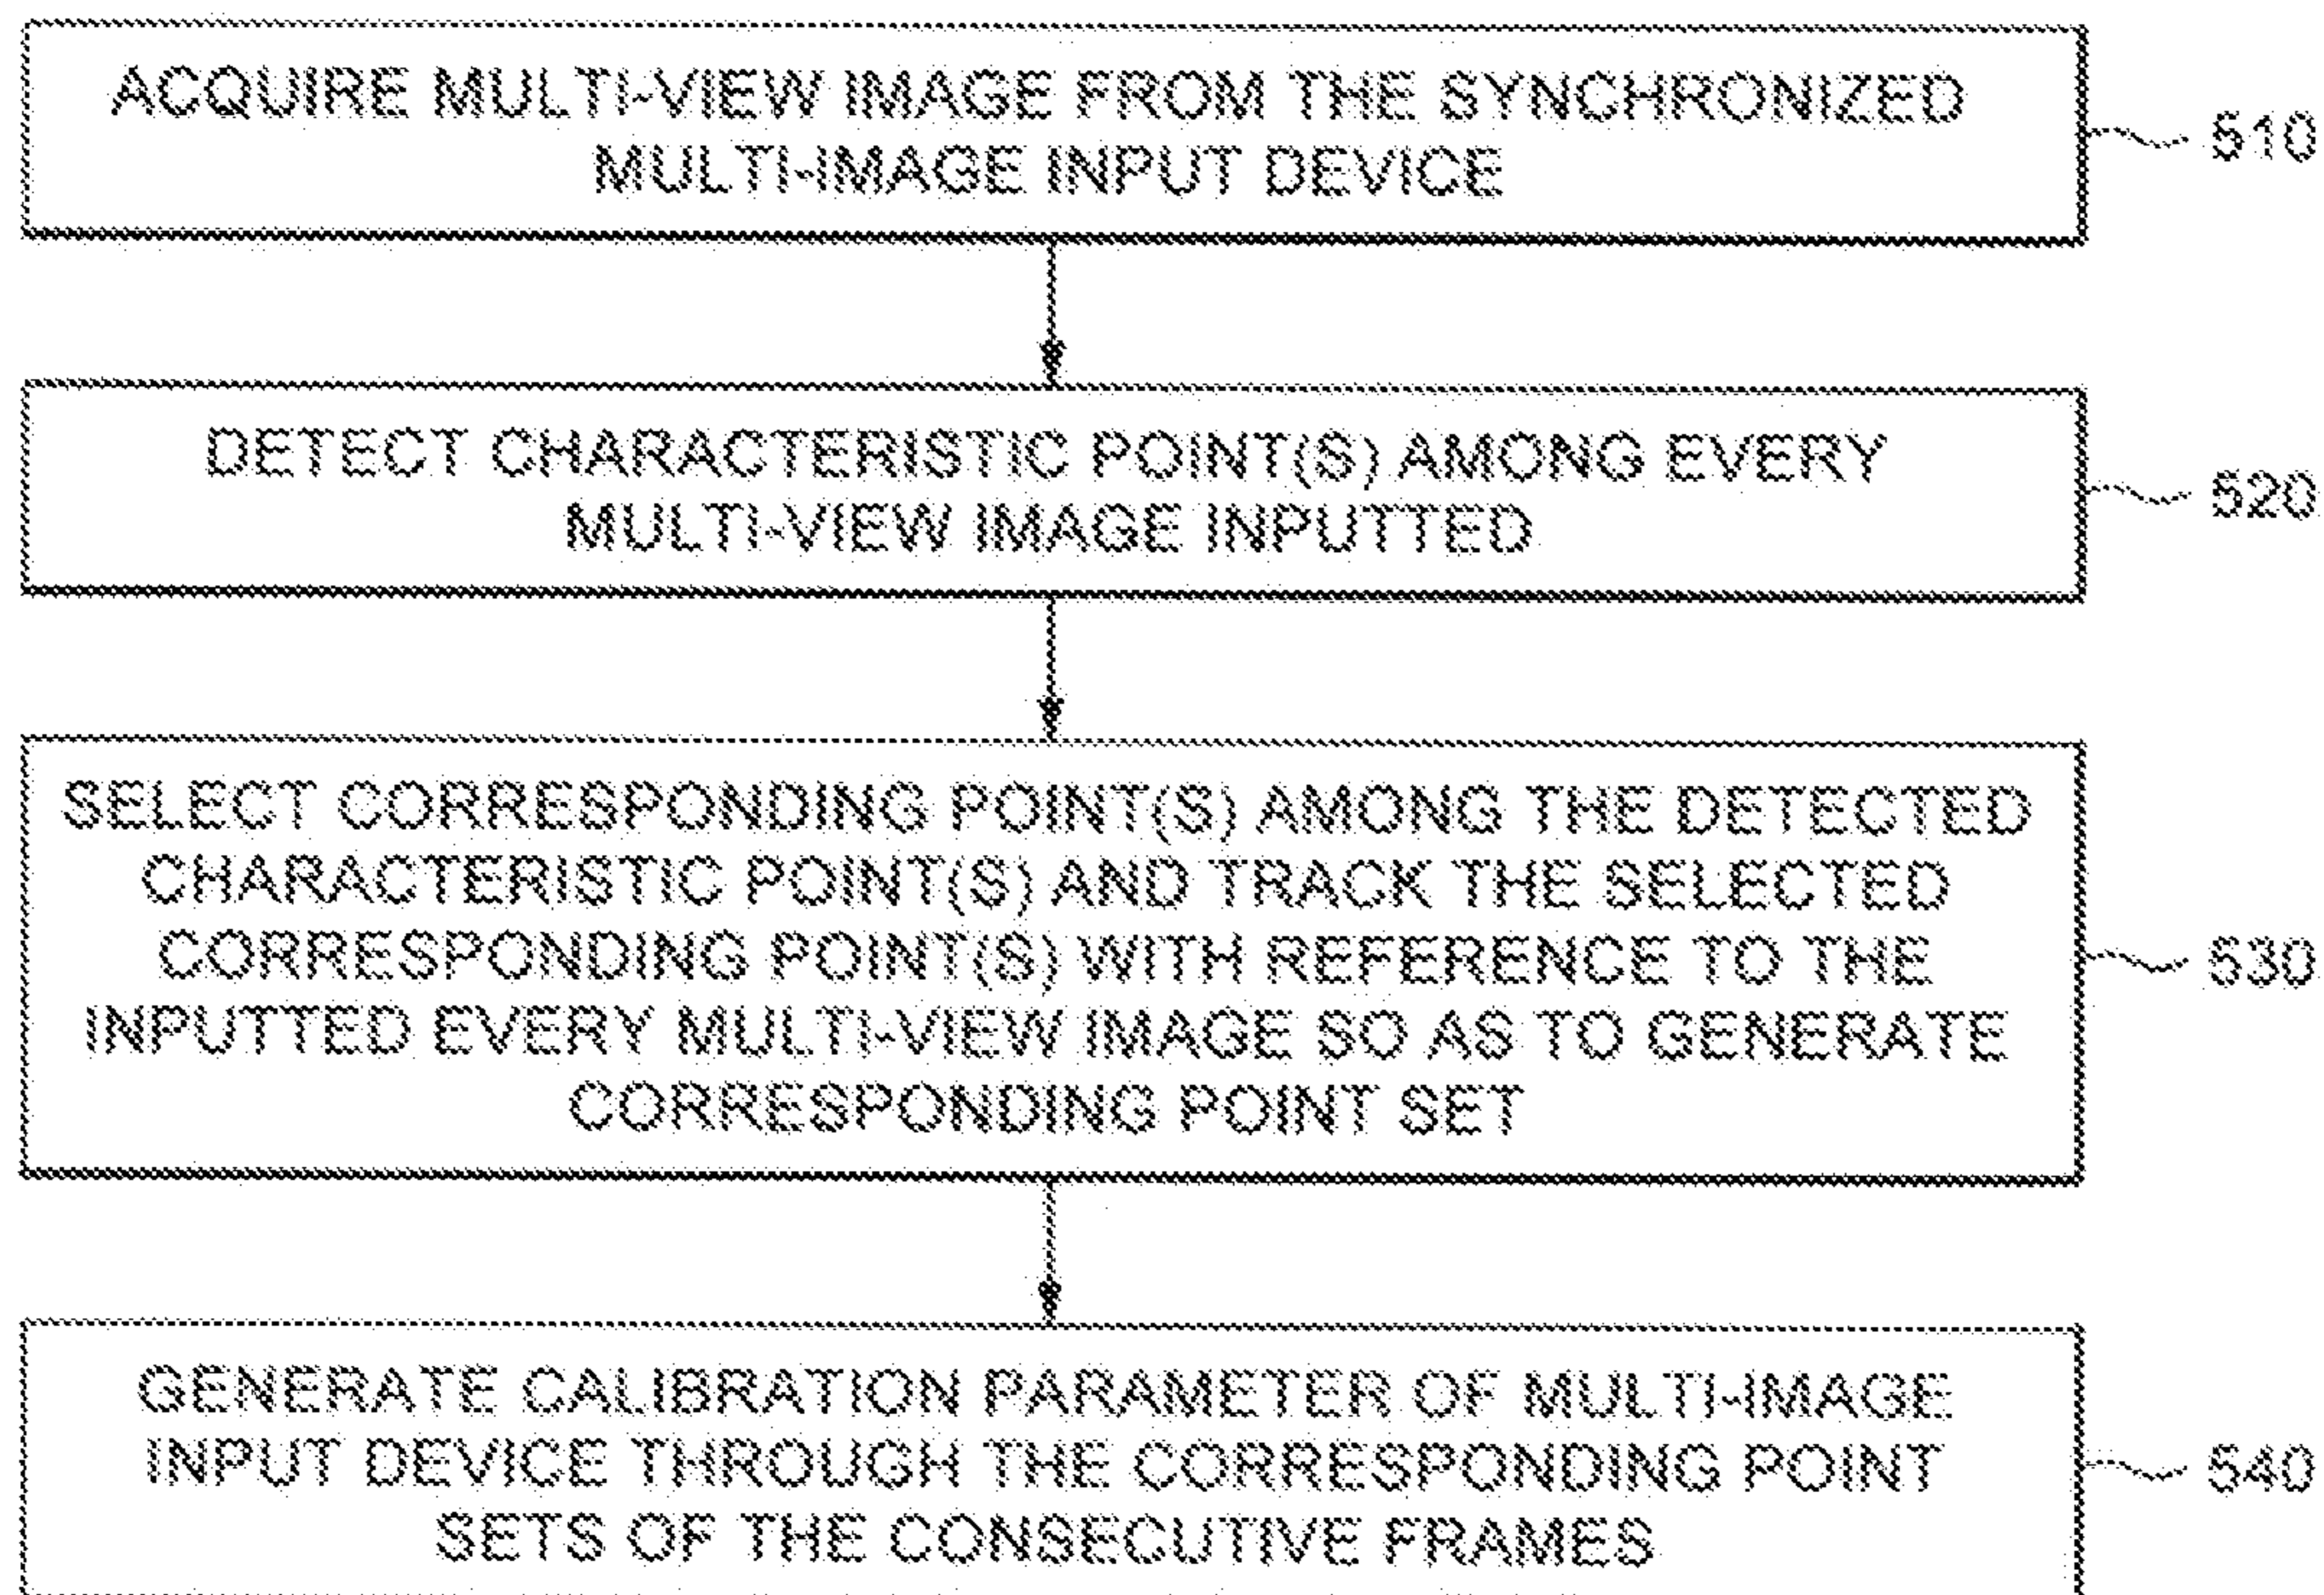 ACQUIRE MULTI-VIEW IMAGE FROM THE SYNCHRONIZED
MULTI-IMAGE INPUT DEVICE
510
DETECT CHARACTERISTIC POINT(S) AMONG EVERY
MULTI-VIEW IMAGE INPUTTED
520
SELECT CORRESPONDING POINT(S) AMONG THE DETECTED
CHARACTERISTIC POINT(S) AND TRACK THE SELECTED
CORRESPONDING POINT(S) WITH REFERENCE TO THE
INPUTTED EVERY MULTI-VIEW IMAGE SO AS TO GENERATE
CORRESPONDING POINT SET
530
GENERATE CALIBRATION PARAMETER OF MULTI-IMAGE
INPUT DEVICE THROUGH THE CORRESPONDING POINT
SETS OF THE CONSECUTIVE FRAMES
540